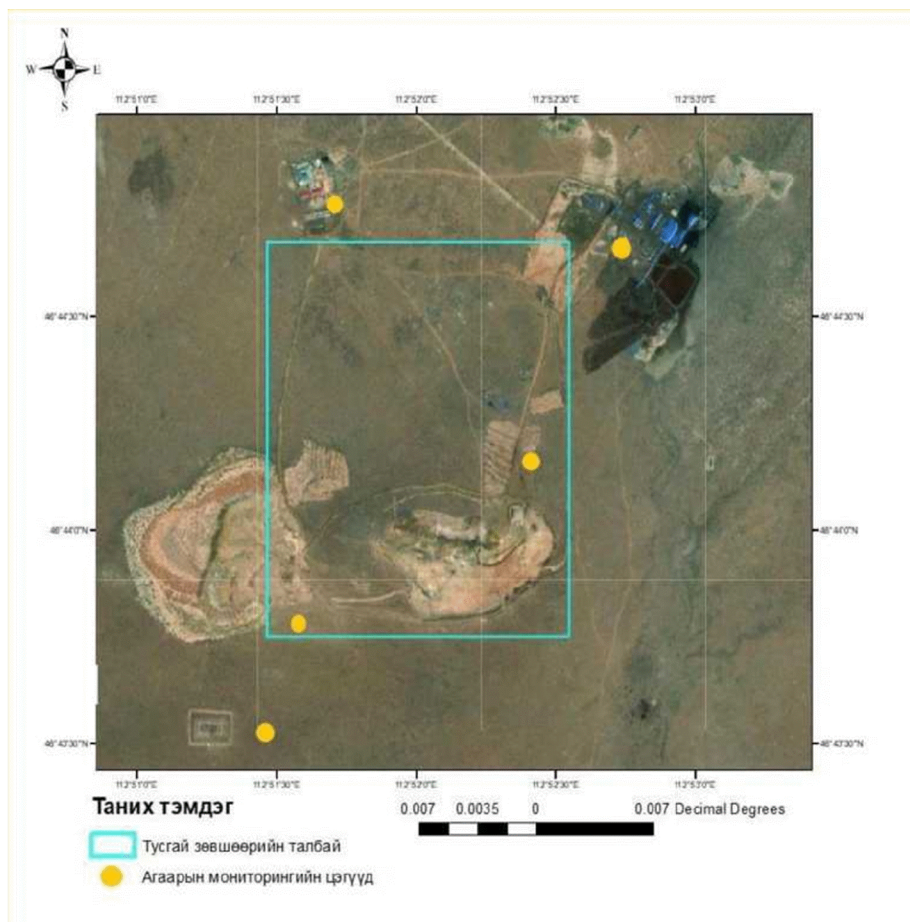 N
W E
S
112°51'0"E 112°51'30"E 112°52'0"E 112°52'30"E 112°53'0"E
46°44'30"N 46°44'30"N
46°44'0"N 46°44'0"N
46°43'30"N 46°43'30"N
112°51'0"E 112°51'30"E 112°52'0"E 112°52'30"E 112°53'0"E
Таних тэмдэг
0.007 0.0035 0 0.007 Decimal Degrees
Тусгай зөвшөөрийн талбай
Агаарын мониторингийн цэгүүд